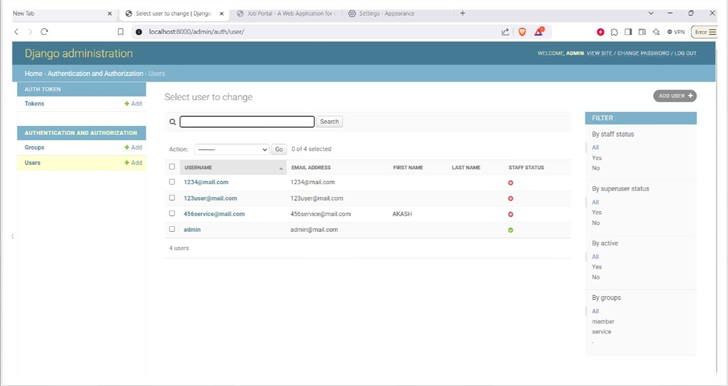 New Tab
Select user to change | Django
Job Portal - A Web Application for
Settings - Appearance
localhost:8000/admin/auth/user/
VPN
Error
Django administration
WELCOME, ADMIN. VIEW SITE / CHANGE PASSWORD / LOG OUT
Home › Authentication and Authorization › Users
AUTH TOKEN
Tokens + Add
AUTHENTICATION AND AUTHORIZATION
Groups + Add
Users + Add
Select user to change
ADD USER +
Search
Action: --------- Go 0 of 4 selected
USERNAME EMAIL ADDRESS FIRST NAME LAST NAME STAFF STATUS
1234@mail.com 1234@mail.com
123user@mail.com 123user@mail.com
456service@mail.com 456service@mail.com AKASH
admin admin@mail.com
4 users
FILTER
By staff status
All
Yes
No
By superuser status
All
Yes
No
By active
All
Yes
No
By groups
All
member
service
-